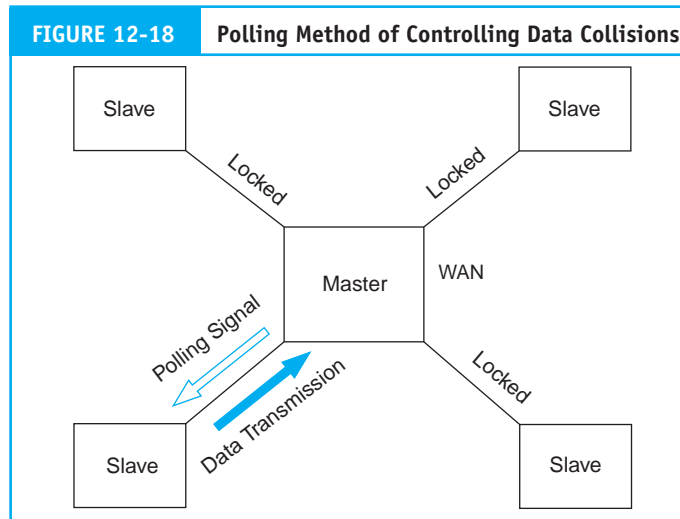 FIGURE 12-18 Polling Method of Controlling Data Collisions
Slave
Slave
Locked
Locked
Master
WAN
Polling Signal
Data Transmission
Locked
Slave
Slave